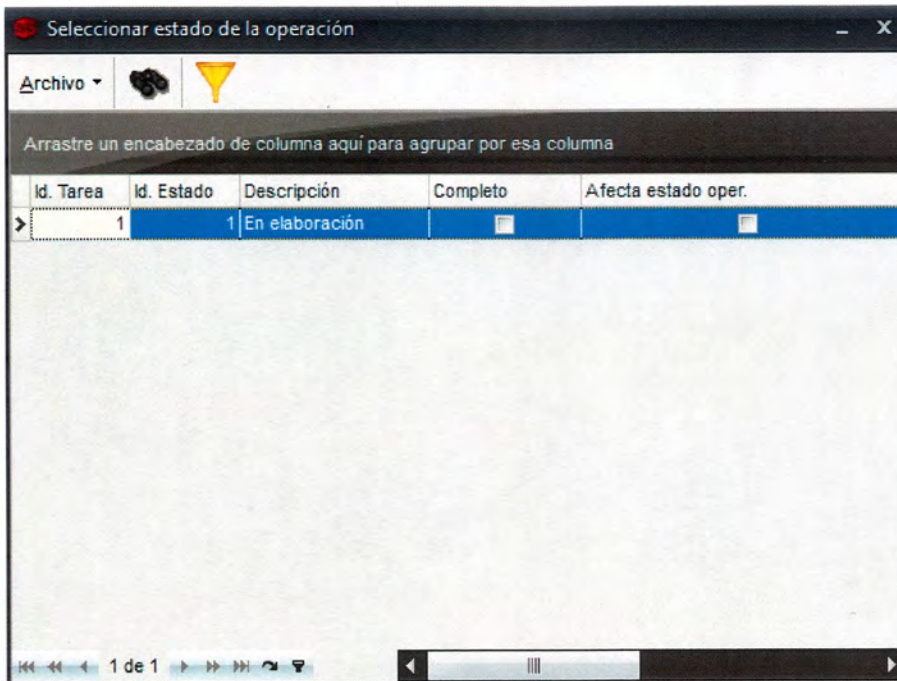 Seleccionar estado de la operación
Archivo
Arrastre un encabezado de columna aquí para agrupar por esa columna
Id. Tarea Id. Estado Descripción Completo Afecta estado oper.
1 1 En elaboración
1 de 1